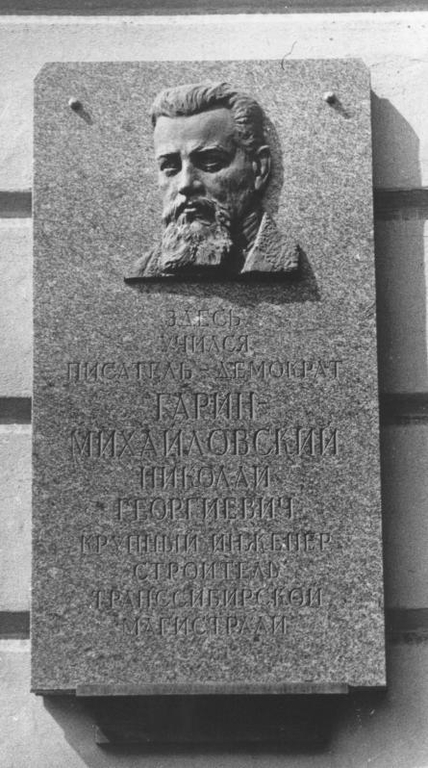 ЗДЕСЬ
УЧИЛСЯ
ПИСАТЕЛЬ-ДЕМОКРАТ
ГАРИН-
МИХАЙЛОВСКИЙ
НИКОЛАЙ
ГЕОРГИЕВИЧ
КРУПНЫЙ ИНЖЕНЕР
СТРОИТЕЛЬ
ТРАНССИБИРСКОЙ
МАГИСТРАЛИ